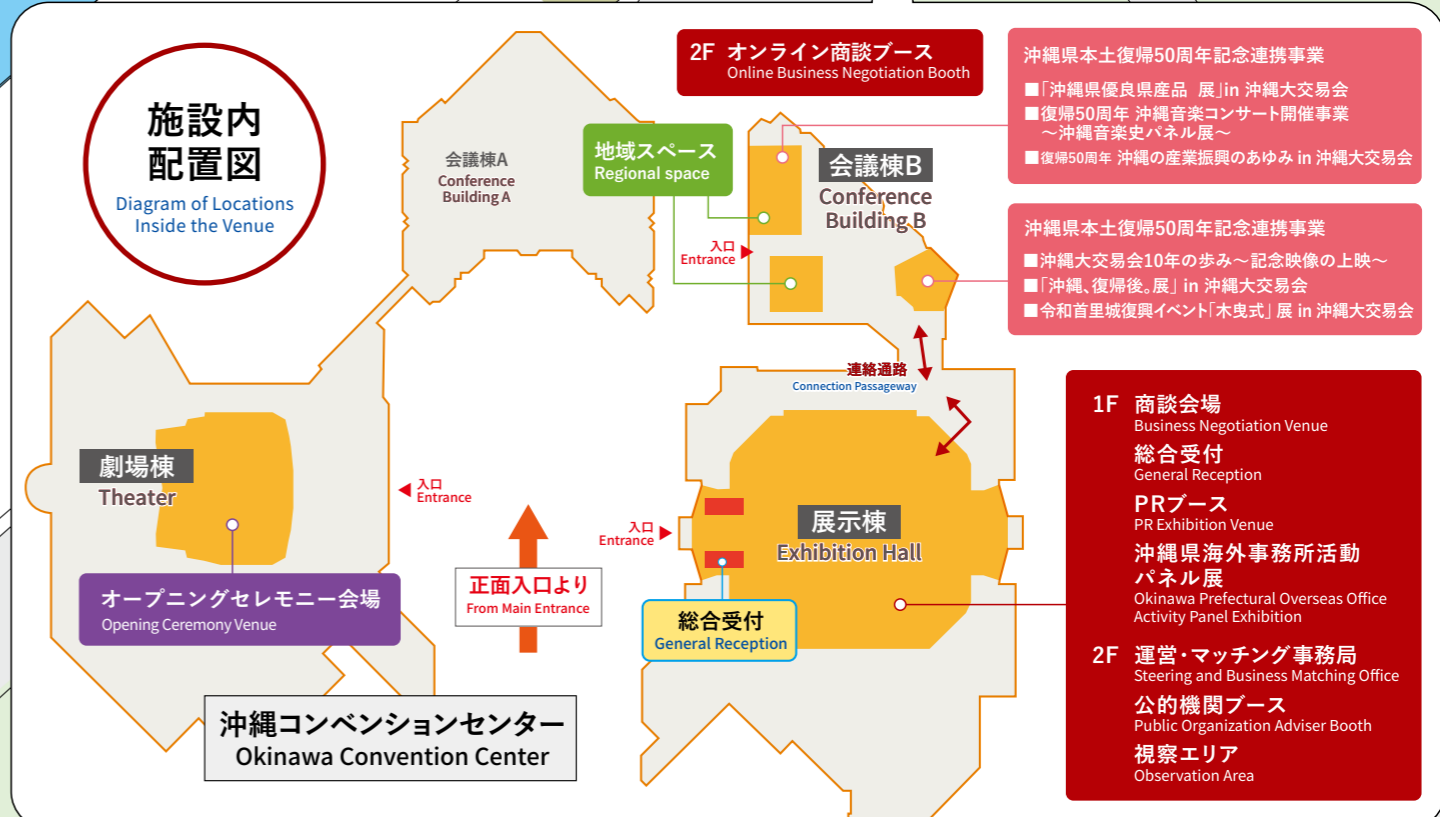 施設内
配置図
Diagram of Locations
Inside the Venue
2F オンライン商談ブース
Online Business Negotiation Booth
沖縄県本土復帰50周年記念連携事業
■「沖縄県優良県産品 展」in 沖縄大交易会
■復帰50周年 沖縄音楽コンサート開催事業
～沖縄音楽史パネル展～
■復帰50周年 沖縄の産業振興のあゆみ in 沖縄大交易会
会議棟A
Conference
Building A
地域スペース
Regional space
会議棟B
Conference
Building B
入口
Entrance
沖縄県本土復帰50周年記念連携事業
■沖縄大交易会10年の歩み～記念映像の上映～
■「沖縄、復帰後。展」 in 沖縄大交易会
■令和首里城復興イベント「木曳式」展 in 沖縄大交易会
連絡通路
Connection Passageway
劇場棟
Theater
入口
Entrance
オープニングセレモニー会場
Opening Ceremony Venue
正面入口より
From Main Entrance
入口
Entrance
展示棟
Exhibition Hall
総合受付
General Reception
1F 商談会場
Business Negotiation Venue
総合受付
General Reception
PRブース
PR Exhibition Venue
沖縄県海外事務所活動
パネル展
Okinawa Prefectural Overseas Office
Activity Panel Exhibition
2F 運営・マッチング事務局
Steering and Business Matching Office
公的機関ブース
Public Organization Adviser Booth
視察エリア
Observation Area
沖縄コンベンションセンター
Okinawa Convention Center